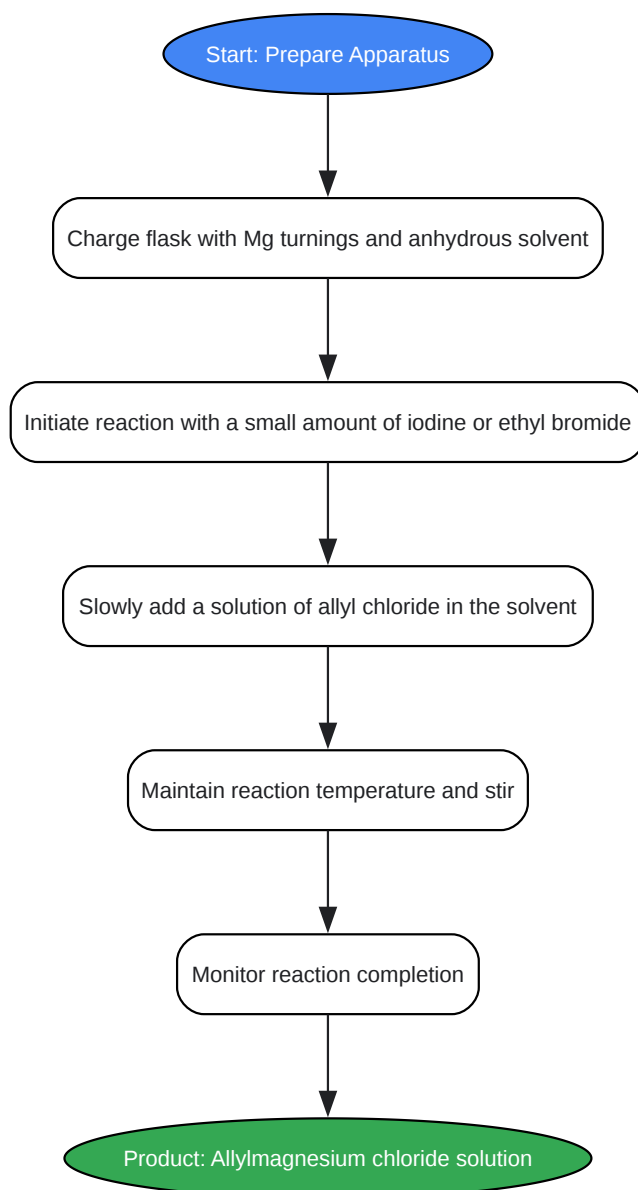 Start: Prepare Apparatus
Charge flask with Mg turnings and anhydrous solvent
Initiate reaction with a small amount of iodine or ethyl bromide
Slowly add a solution of allyl chloride in the solvent
Maintain reaction temperature and stir
Monitor reaction completion
Product: Allylmagnesium chloride solution